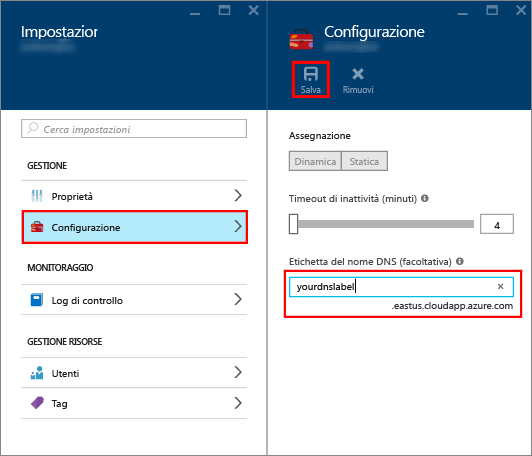 Impostazior
Cerca impostazioni
GESTIONE
Proprietà
Configurazione
MONITORAGGIO
Log di controllo
GESTIONE RISORSE
Utenti
Tag
Configurazione
Salva
Rimuovi
Assegnazione
Dinamica
Statica
Timeout di inattività (minuti)
4
Etichetta del nome DNS (facoltativa)
yourdnslabel
.eastus.cloudapp.azure.com